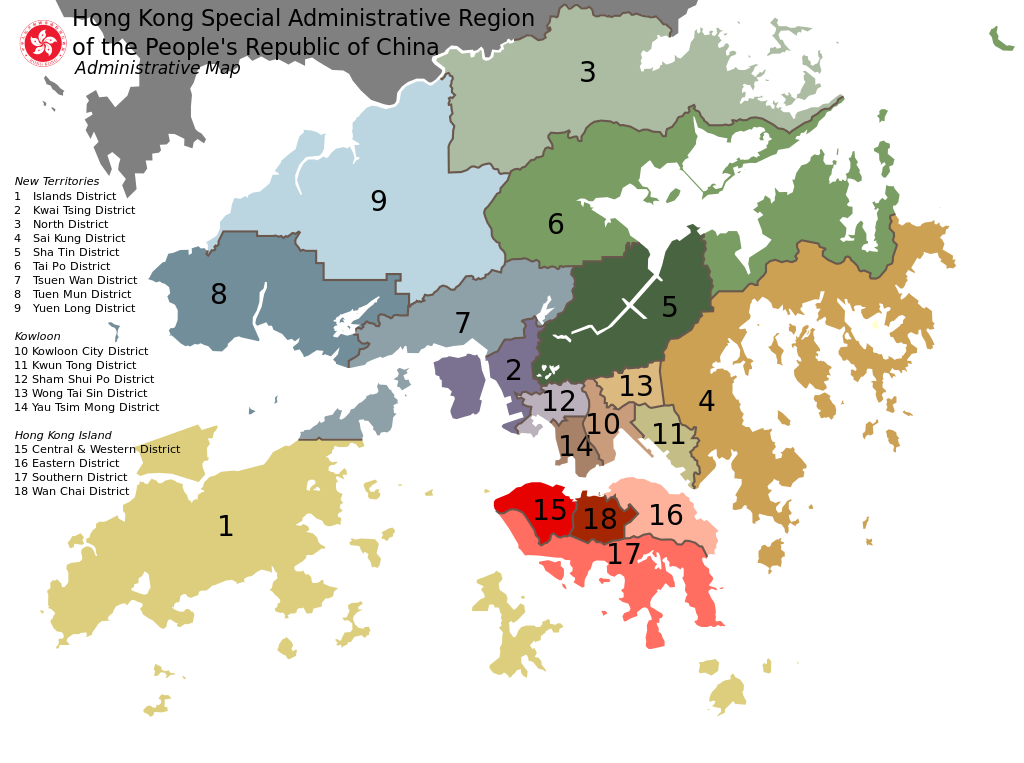 Hong Kong Special Administrative Region
of the People's Republic of China
Administrative Map
New Territories
1 Islands District
2 Kwai Tsing District
3 North District
4 Sai Kung District
5 Sha Tin District
6 Tai Po District
7 Tsuen Wan District
8 Tuen Mun District
9 Yuen Long District
Kowloon
10 Kowloon City District
11 Kwun Tong District
12 Sham Shui Po District
13 Wong Tai Sin District
14 Yau Tsim Mong District
Hong Kong Island
15 Central & Western District
16 Eastern District
17 Southern District
18 Wan Chai District
3
9
6
8
5
7
2
13
12
4
10
11
14
15
18
16
1
17